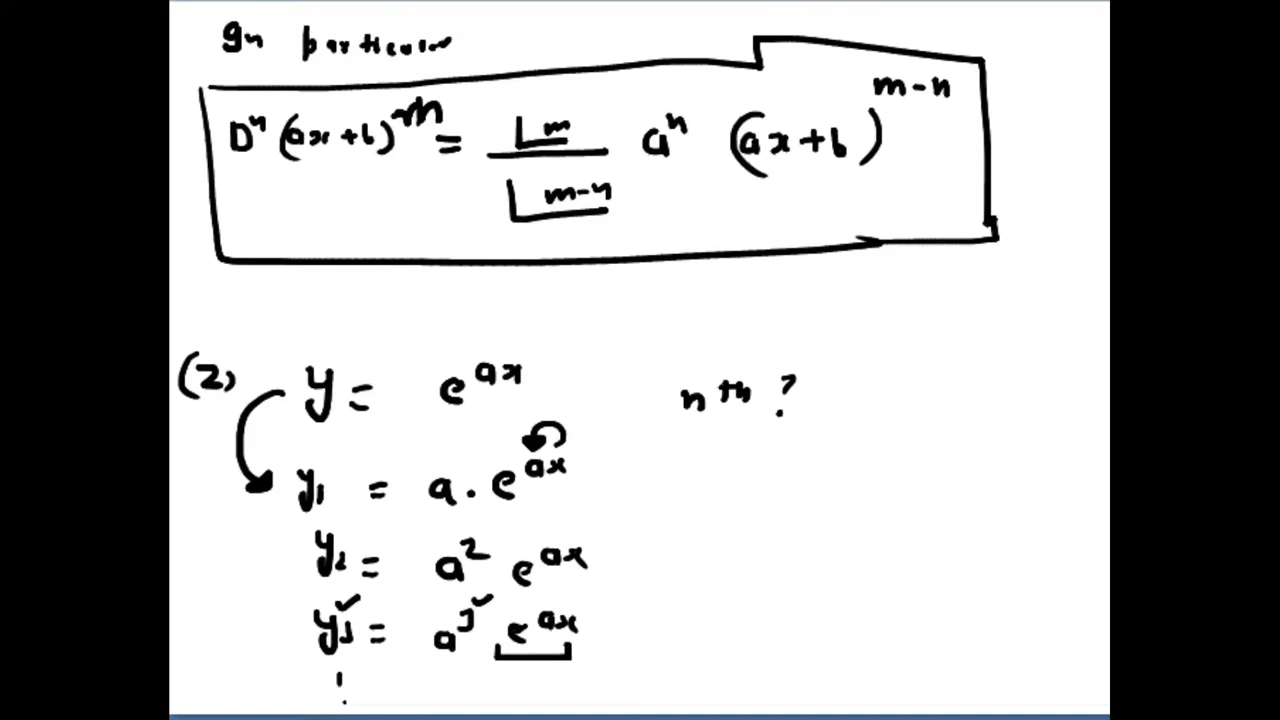 In particular
Dⁿ (ax+b)ᵐ = ∟m / ∟m-n aⁿ (ax+b)^(m-n)
(2) y = e^(ax) nth ?
y₁ = a . e^(ax)
y₂ = a² e^(ax)
y₃ = a³ e^(ax)